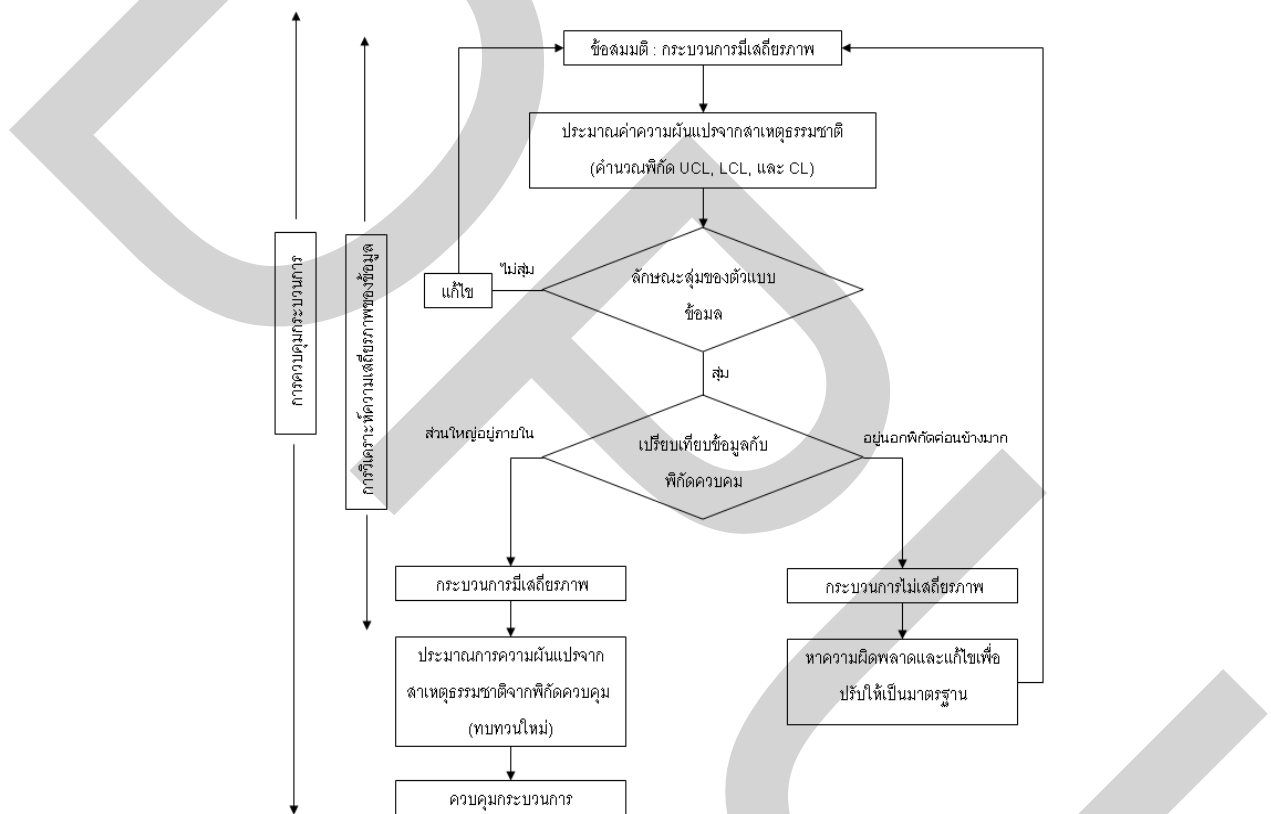 ข้อสมมติ : กระบวนการมีเสถียรภาพ
ประมาณค่าความผันแปรจากสาเหตุธรรมชาติ
(คำนวณพิกัด UCL, LCL, และ CL)
ลักษณะสุ่มของตัวแบบ
ข้อมล
ไม่สุ่ม
แก้ไข
สุ่ม
เปรียบเทียบข้อมูลกับ
พิกัดควบคม
ส่วนใหญ่อยู่ภายใน
อยู่นอกพิกัดค่อนข้างมาก
กระบวนการมีเสถียรภาพ
กระบวนการไม่เสถียรภาพ
ประมาณการความผันแปรจาก
สาเหตุธรรมชาติจากพิกัดควบคุม
(ทบทวนใหม่)
หาความผิดพลาดและแก้ไขเพื่อ
ปรับให้เป็นมาตรฐาน
ควบคุมกระบวนการ
การควบคุมกระบวนการ
การวิเคราะห์ความเสถียรภาพของข้อมูล
DPU